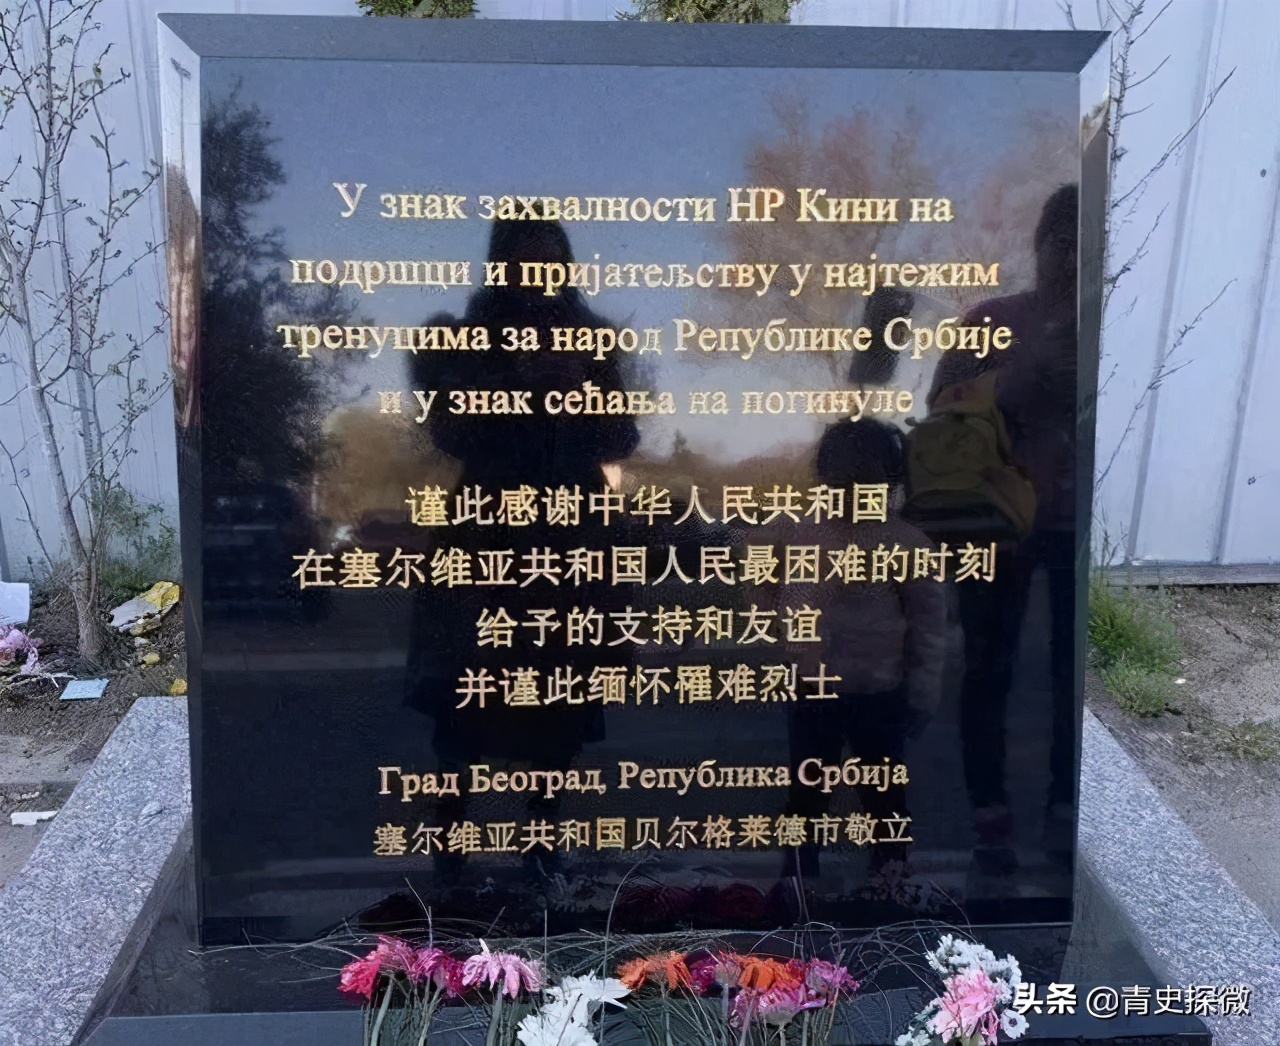 У знак захвалности НР Кини на
подршци и пријатељству у најтежим
тренуцима за народ Републике Србије
и у знак сећања на погинуле
谨此感谢中华人民共和国
在塞尔维亚共和国人民最困难的时刻
给予的支持和友谊
并谨此缅怀罹难烈士
Град Београд, Република Србија
塞尔维亚共和国贝尔格莱德市敬立
头条 @青史探微